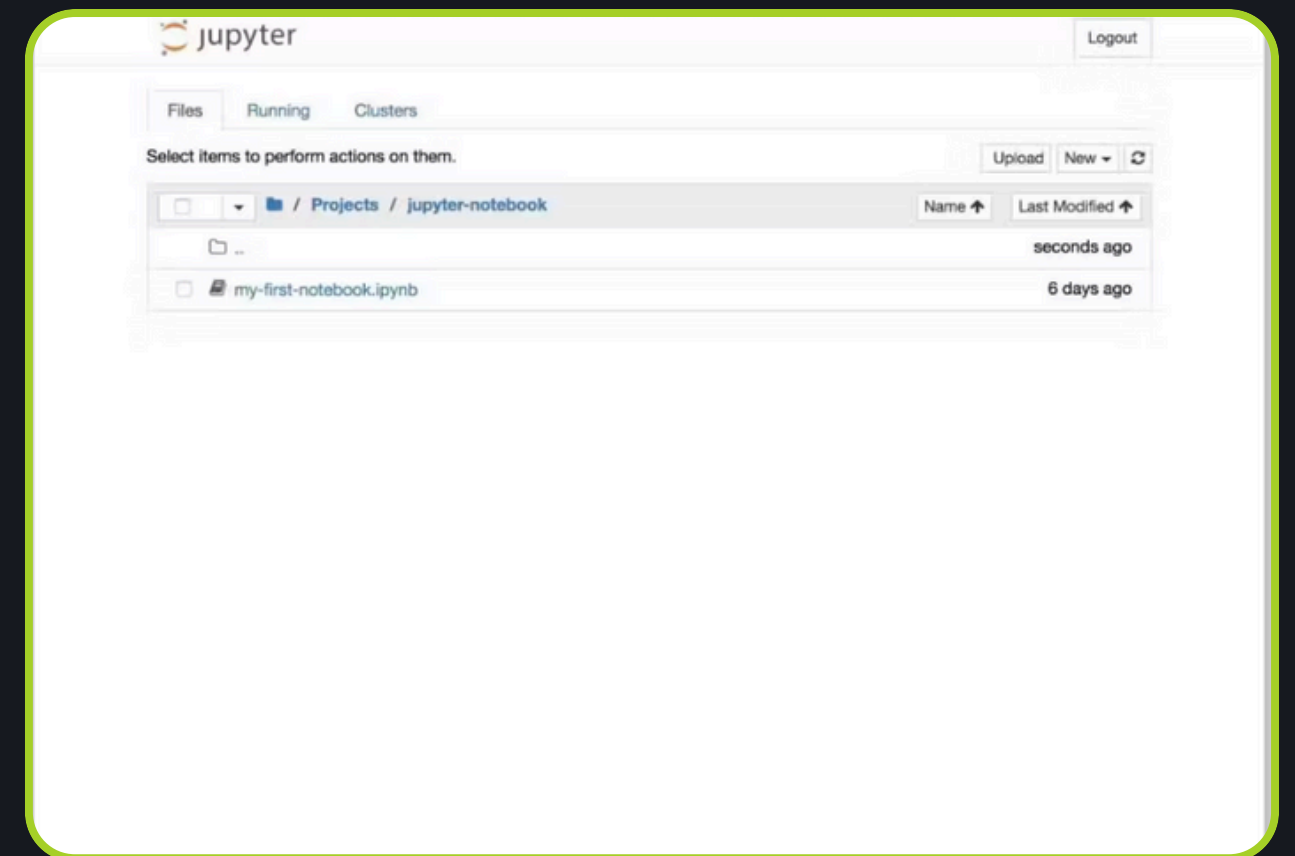 jupyter
Logout
Files Running Clusters
Select items to perform actions on them.
Upload New
/ Projects / jupyter-notebook
Name Last Modified
.. seconds ago
my-first-notebook.ipynb 6 days ago